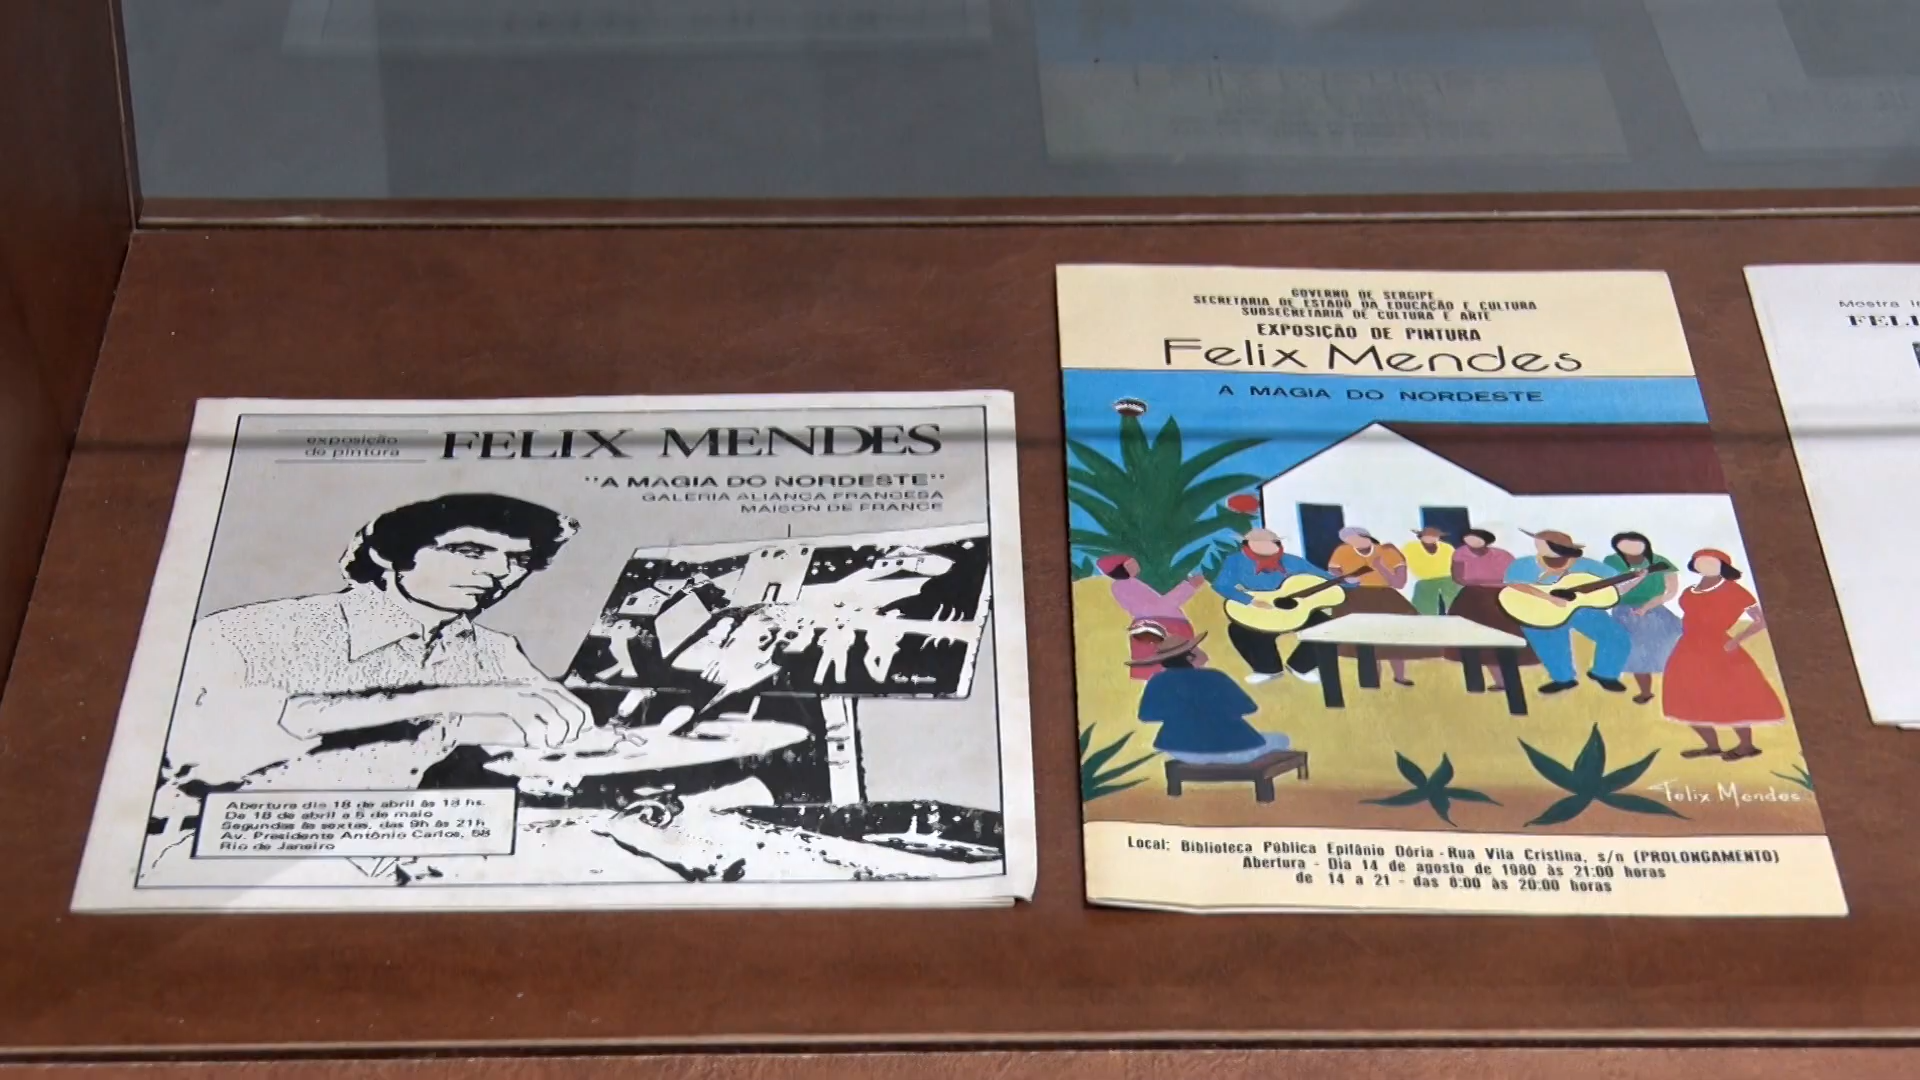 exposição
de pintura
FELIX MENDES
"A MAGIA DO NORDESTE"
GALERIA ALIANÇA FRANCESA
MAISON DE FRANCE
Abertura dia 18 de abril às 18 hs.
De 18 de abril a 5 de maio
Segundas às sextas, das 9h às 21h
Av. Presidente Antônio Carlos, 58
Rio de Janeiro
GOVERNO DE SERGIPE
SECRETARIA DE ESTADO DA EDUCAÇÃO E CULTURA
SUBSECRETARIA DE CULTURA E ARTE
EXPOSIÇÃO DE PINTURA
Felix Mendes
A MAGIA DO NORDESTE
Felix Mendes
Local: Biblioteca Pública Epifânio Dória - Rua Vila Cristina, s/n (PROLONGAMENTO)
Abertura - Dia 14 de agosto de 1980 às 21:00 horas
de 14 a 21 - das 8:00 às 20:00 horas
Mostra